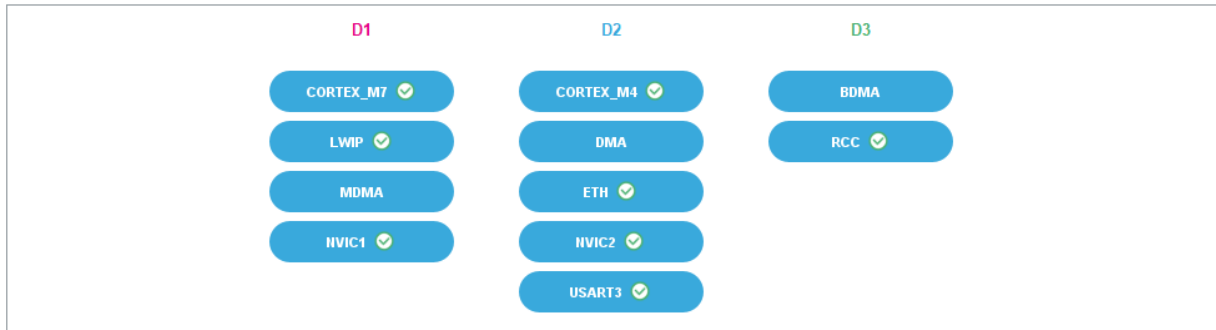 D1 D2 D3
CORTEX_M7 CORTEX_M4 BDMA
LWIP DMA RCC
MDMA ETH
NVIC1 NVIC2
USART3